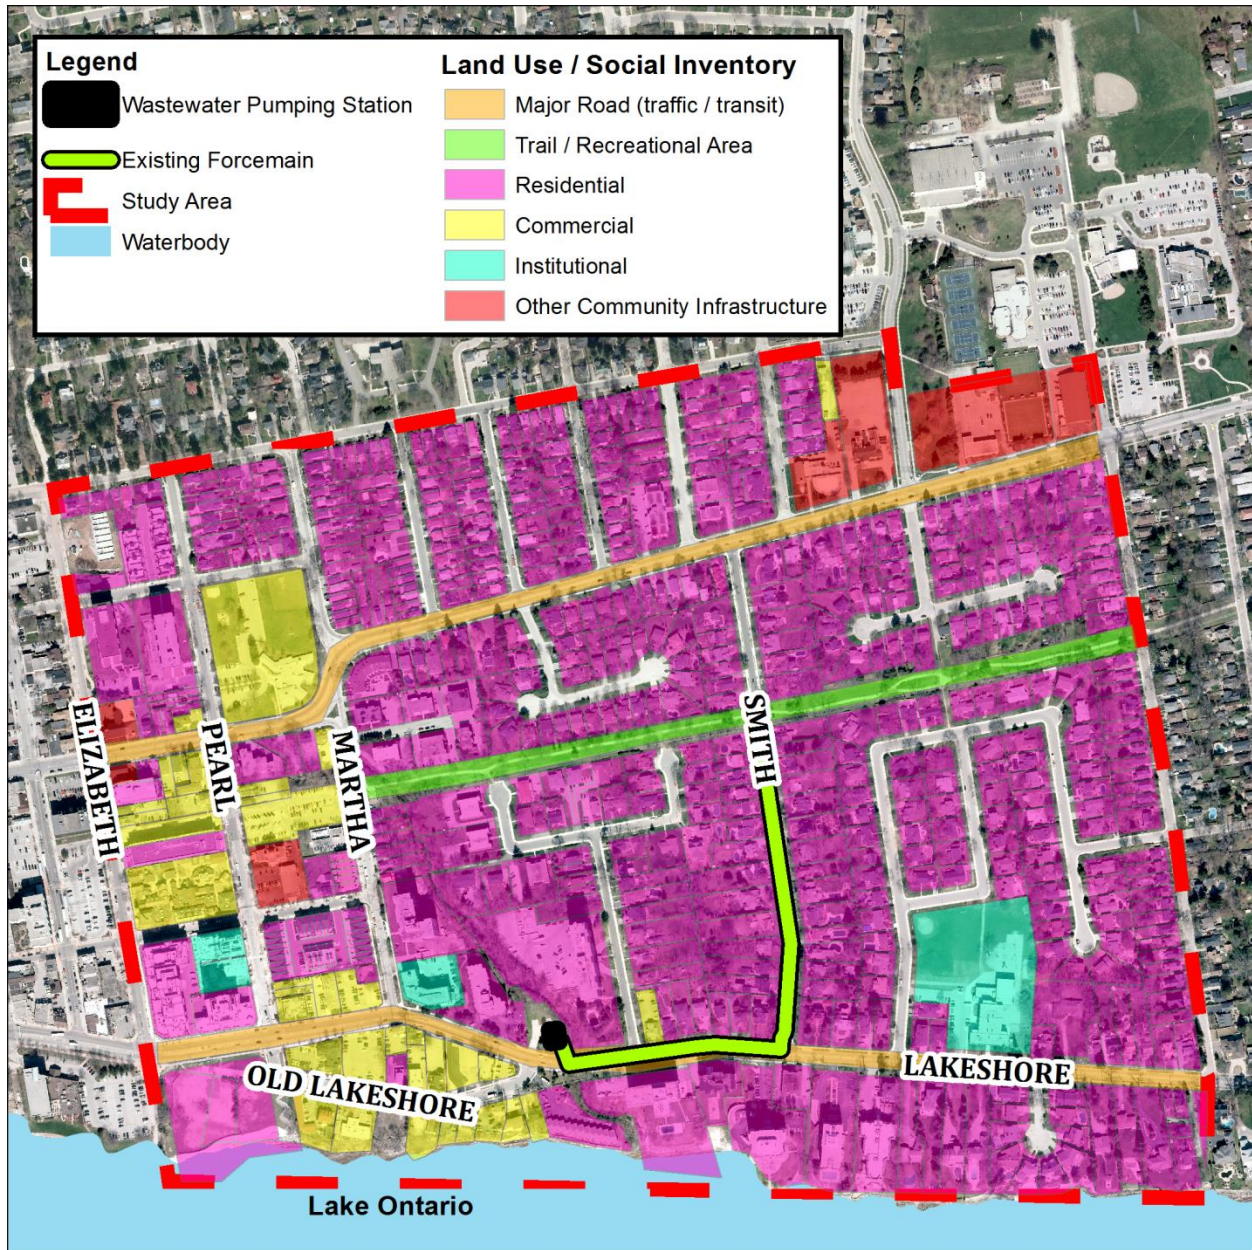 Legend
Wastewater Pumping Station
Existing Forcemain
Study Area
Waterbody
Land Use / Social Inventory
Major Road (traffic / transit)
Trail / Recreational Area
Residential
Commercial
Institutional
Other Community Infrastructure
ELIZABETH
PEARL
MARTHA
SMITH
OLD LAKESHORE
LAKESHORE
Lake Ontario